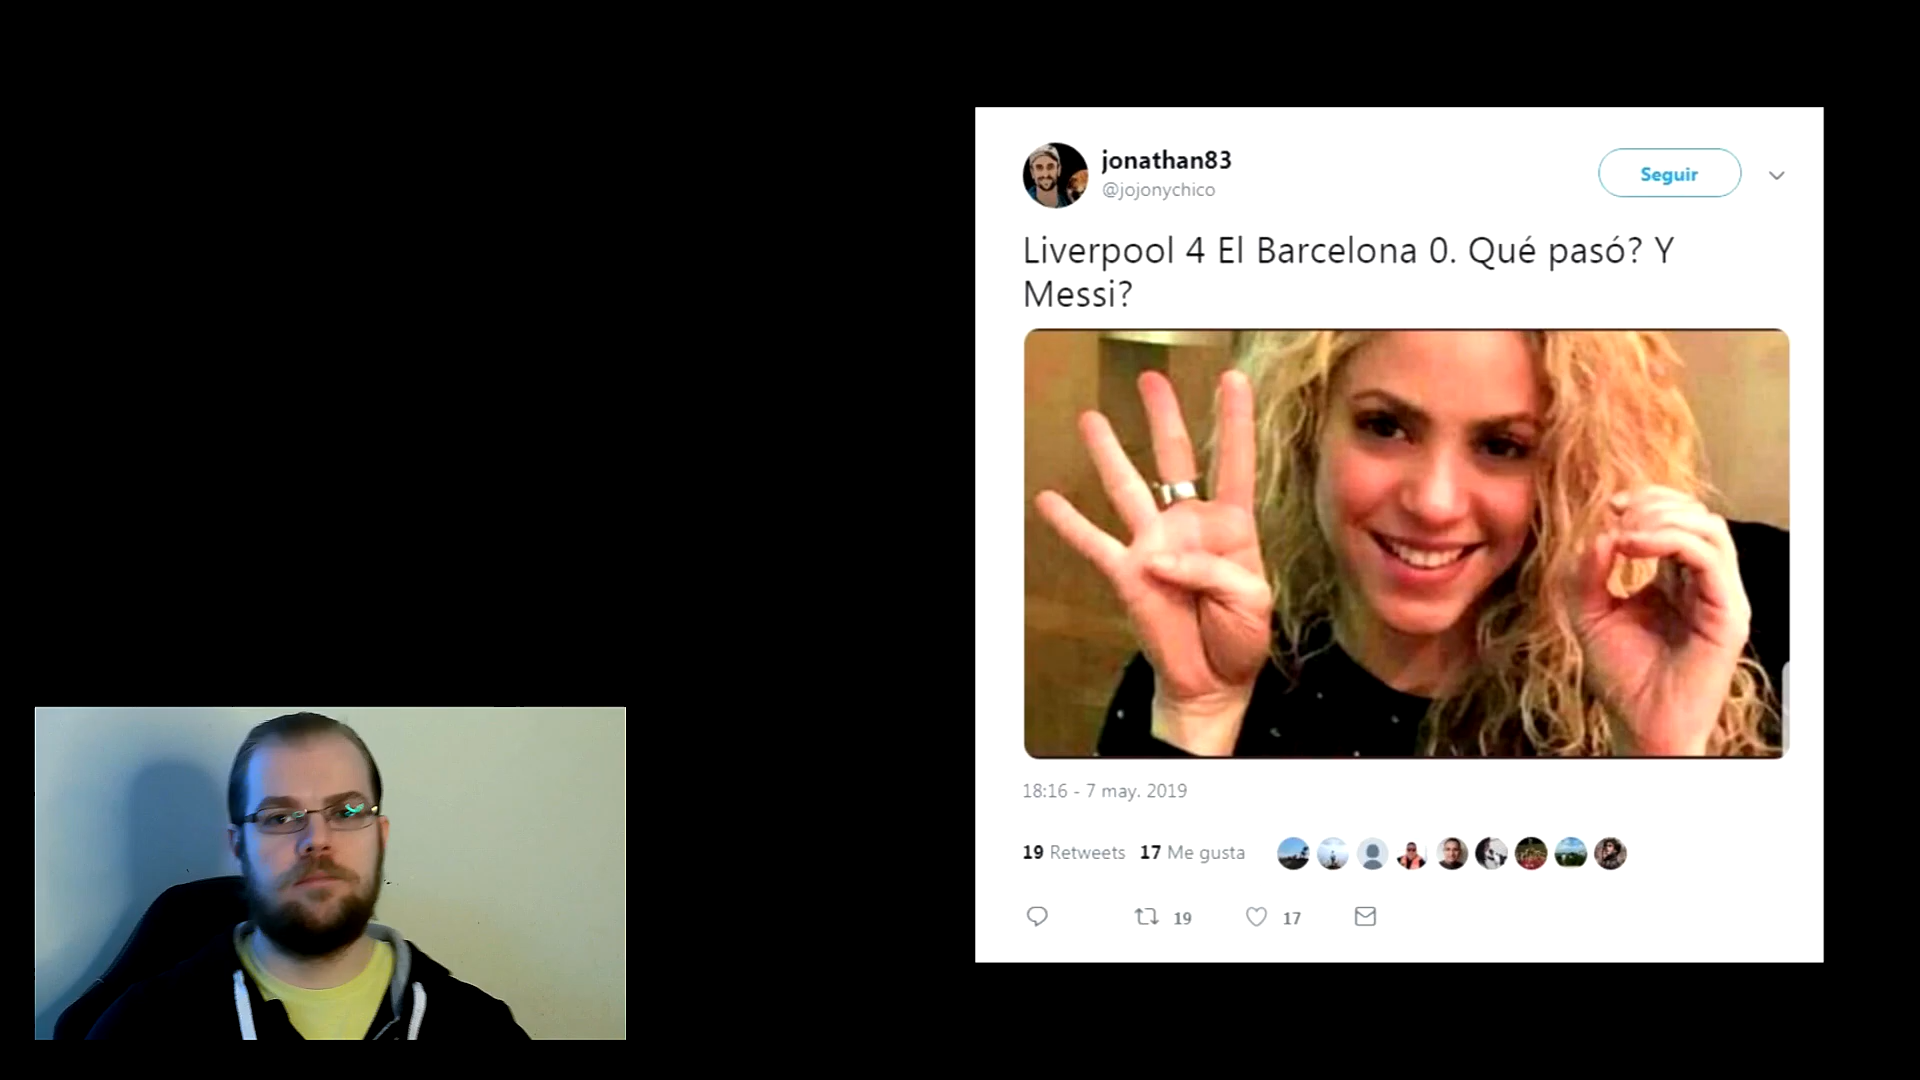 jonathan83
@jojonychico
Seguir
Liverpool 4 El Barcelona 0. Qué pasó? Y
Messi?
18:16 - 7 may. 2019
19 Retweets 17 Me gusta
19 17